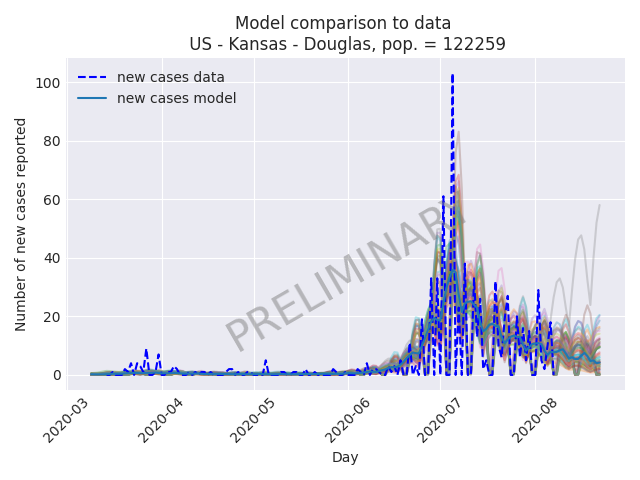 Model comparison to data
US - Kansas - Douglas, pop. = 122259
new cases data
new cases model
PRELIMINARY
Number of new cases reported
100
80
60
40
20
0
2020-03
2020-04
2020-05
2020-06
2020-07
2020-08
Day